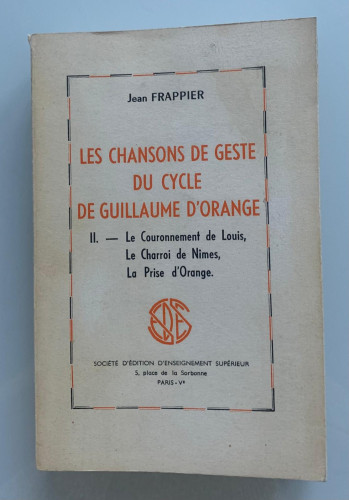 Jean FRAPPIER
LES CHANSONS DE GESTE
DU CYCLE
DE GUILLAUME D'ORANGE
II. — Le Couronnement de Louis,
Le Charroi de Nimes,
La Prise d'Orange.
SOCIÉTÉ D'ÉDITION D'ENSEIGNEMENT SUPÉRIEUR
5, place de la Sorbonne
PARIS-Vᵉ